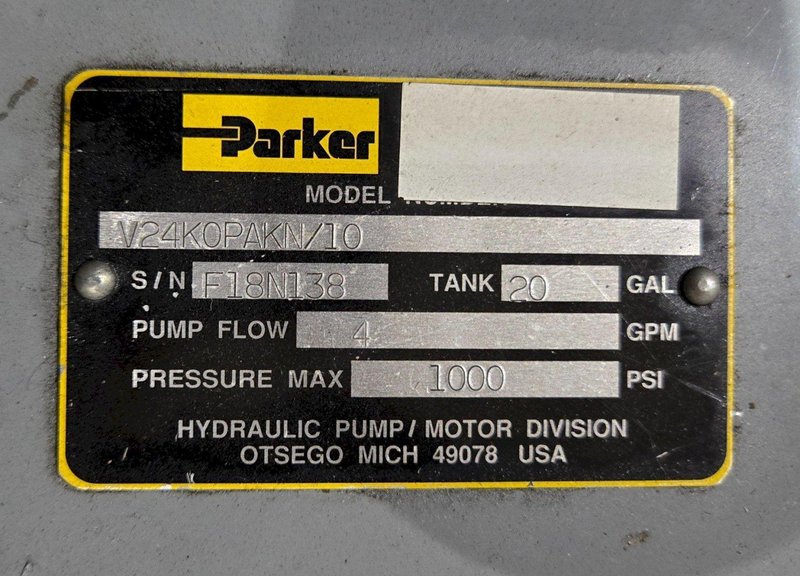 Parker
MODEL NUMBER
V24K0PAKN/10
S/N F18N138 TANK 20 GAL
PUMP FLOW 4 GPM
PRESSURE MAX 1000 PSI
HYDRAULIC PUMP/MOTOR DIVISION
OTSEGO MICH 49078 USA